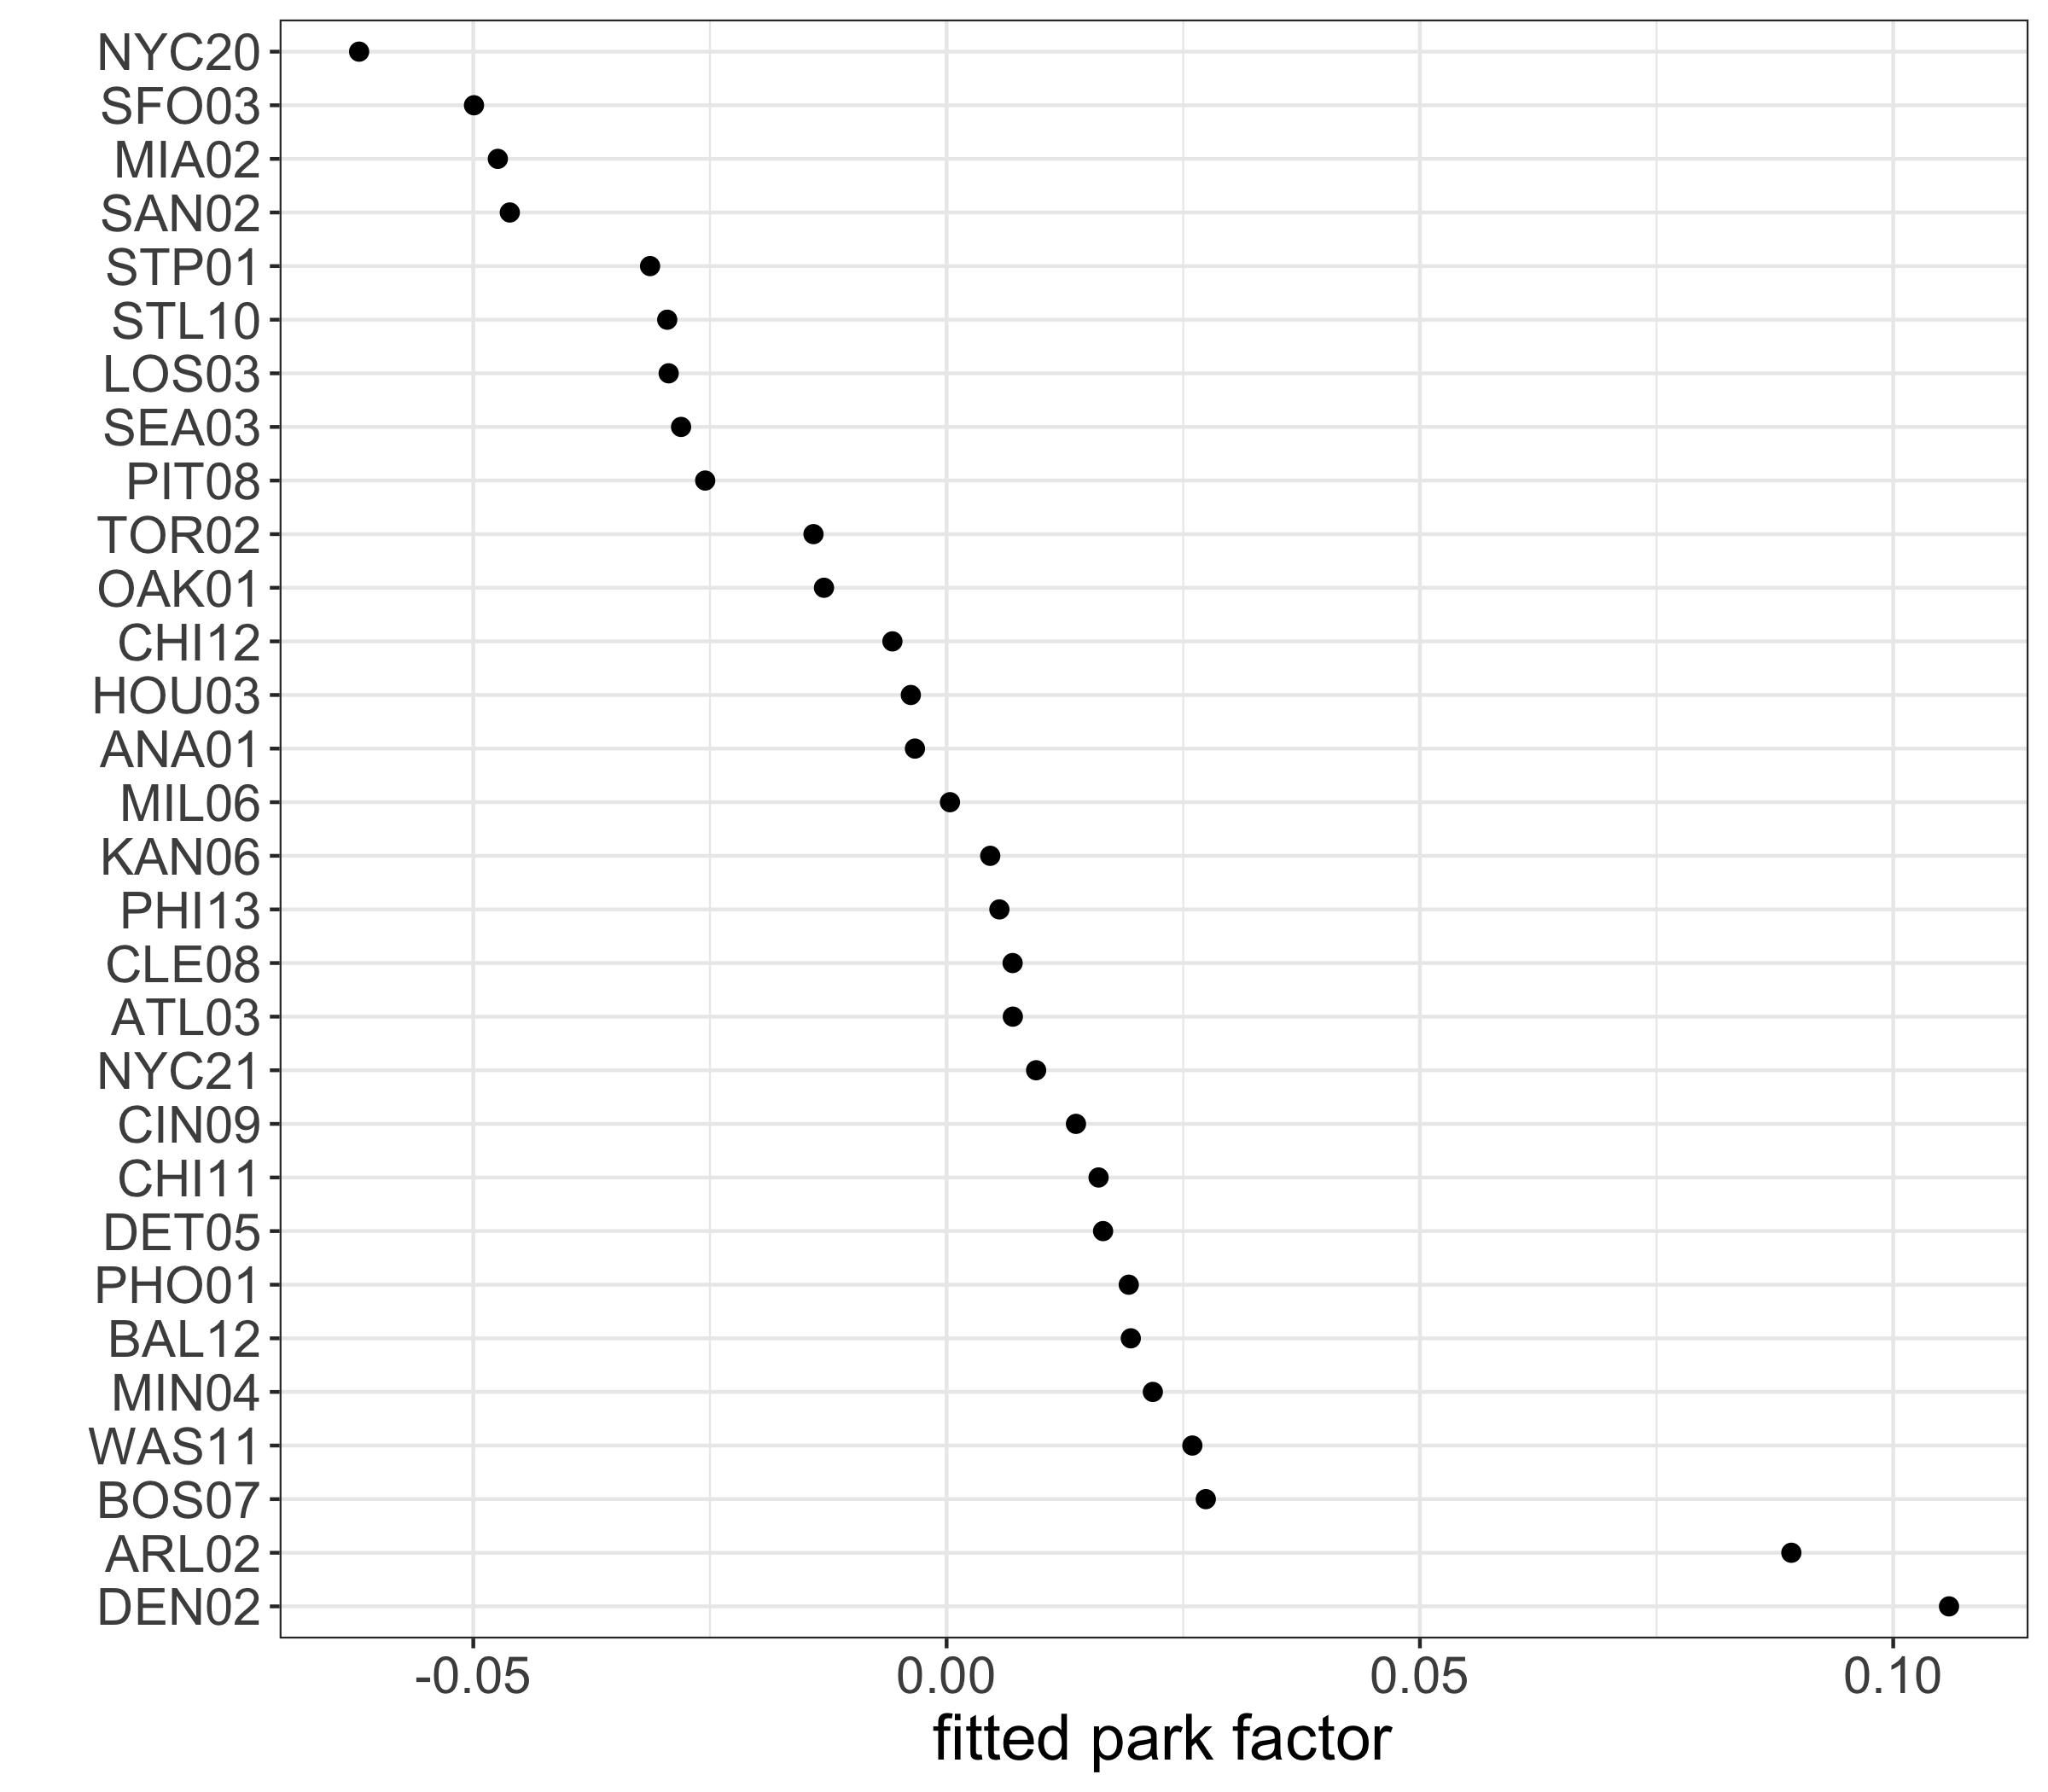 NYC20
SFO03
MIA02
SAN02
STP01
STL10
LOS03
SEA03
PIT08
TOR02
OAK01
CHI12
HOU03
ANA01
MIL06
KAN06
PHI13
CLE08
ATL03
NYC21
CIN09
CHI11
DET05
PHO01
BAL12
MIN04
WAS11
BOS07
ARL02
DEN02
-0.05 0.00 0.05 0.10
fitted park factor